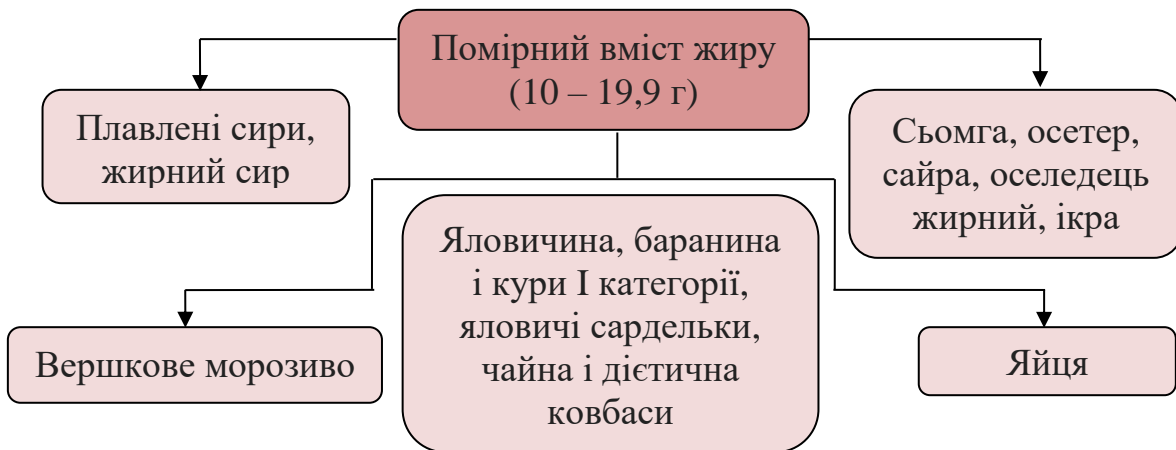 Помірний вміст жиру
(10 – 19,9 г)
Плавлені сири,
жирний сир
Сьомга, осетер,
сайра, оселедець
жирний, ікра
Яловичина, баранина
і кури І категорії,
яловичі сардельки,
чайна і дієтична
ковбаси
Вершкове морозиво
Яйця